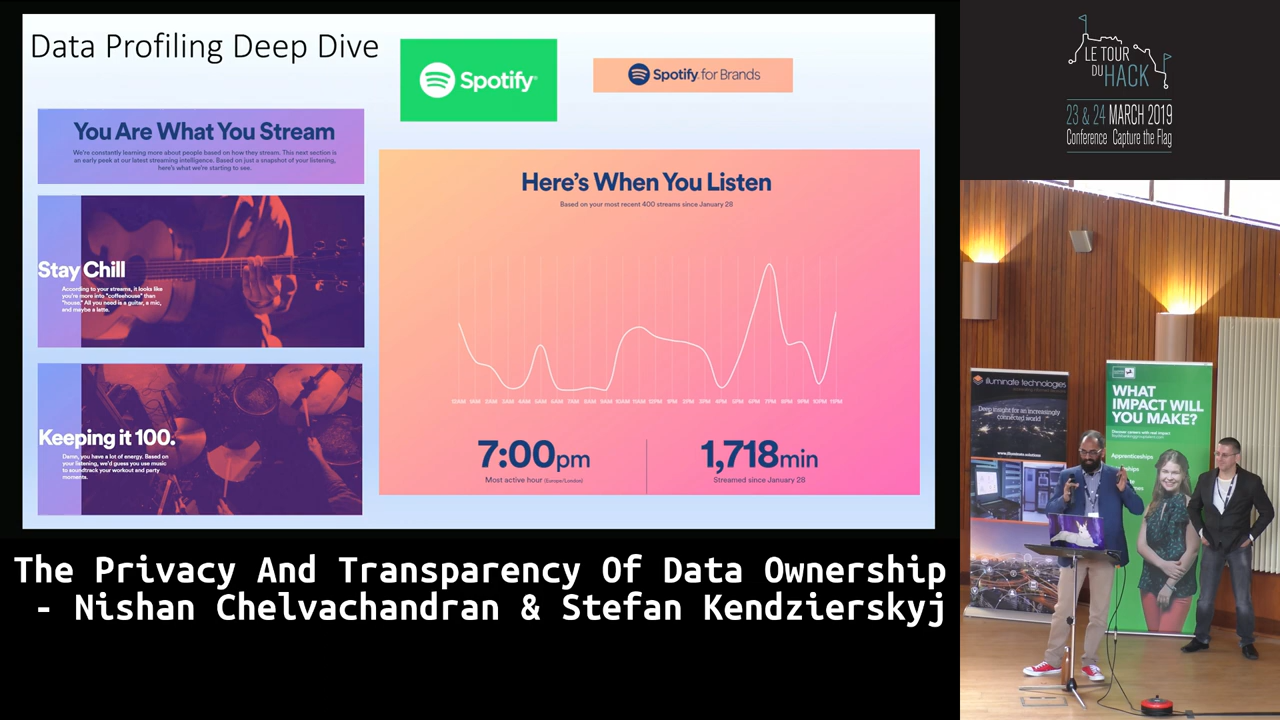 Data Profiling Deep Dive
Spotify®
Spotify for Brands
You Are What You Stream
We're constantly learning more about people based on how they stream. This next section is
an early peek at our latest streaming intelligence. Based on just a snapshot of your listening,
here's what we're starting to see.
Stay Chill
According to your streams, it looks like
you're more into "coffeehouse" than
"house." All you need is a guitar, a mic,
and maybe a latte.
Keeping it 100.
Damn, you have a lot of energy. Based on
your listening, we'd guess you use music
to soundtrack your workout and party
moments.
Here's When You Listen
Based on your most recent 400 streams since January 28
7:00pm
Most active hour (Europe/London)
1,718min
Streamed since January 28
The Privacy And Transparency Of Data Ownership
- Nishan Chelvachandran & Stefan Kendzierskyj
LE TOUR
DU HACK
23 & 24 MARCH 2019
Conference Capture the Flag
illuminate technologies
Deep insight for an increasingly
connected world
WHAT
IMPACT WILL
YOU MAKE?
Apprenticeships